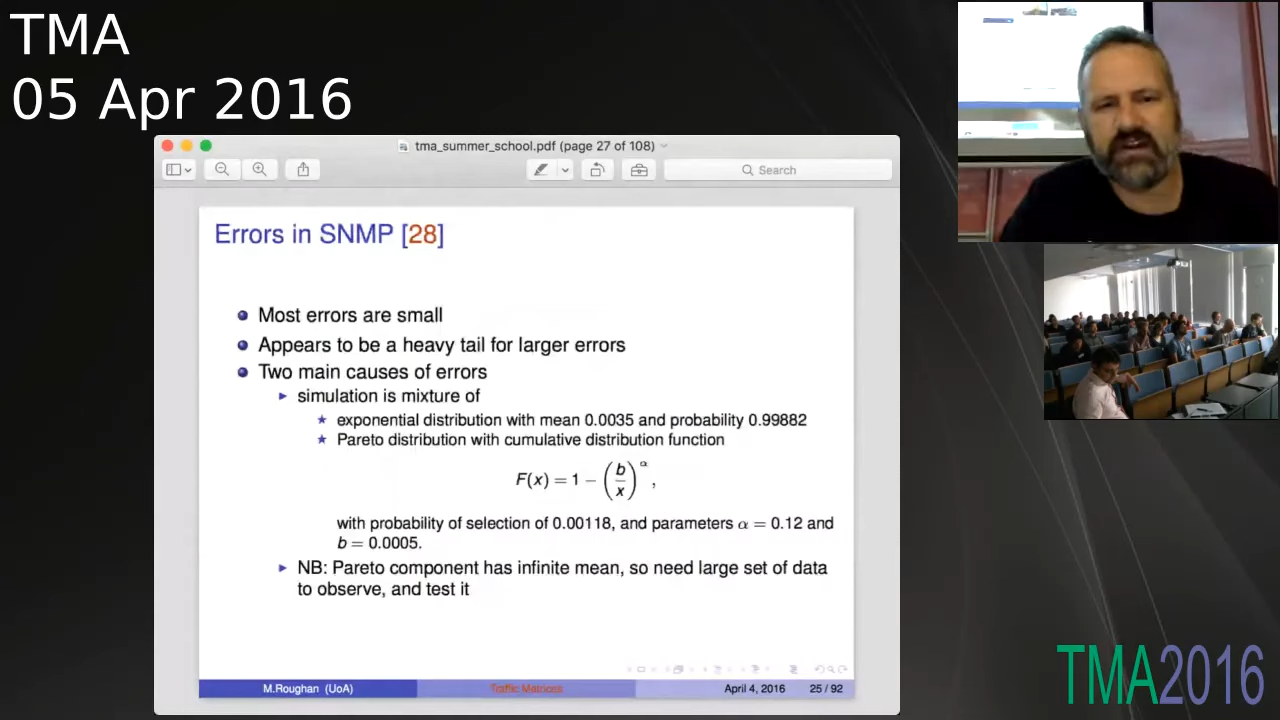 TMA
05 Apr 2016
tma_summer_school.pdf (page 27 of 108)
Search
Errors in SNMP [28]
Most errors are small
Appears to be a heavy tail for larger errors
Two main causes of errors
simulation is mixture of
exponential distribution with mean 0.0035 and probability 0.99882
Pareto distribution with cumulative distribution function
F(x) = 1 − (b/x)^α,
with probability of selection of 0.00118, and parameters α = 0.12 and
b = 0.0005.
NB: Pareto component has infinite mean, so need large set of data
to observe, and test it
M.Roughan (UoA) Traffic Matrices April 4, 2016 25 / 92
TMA2016